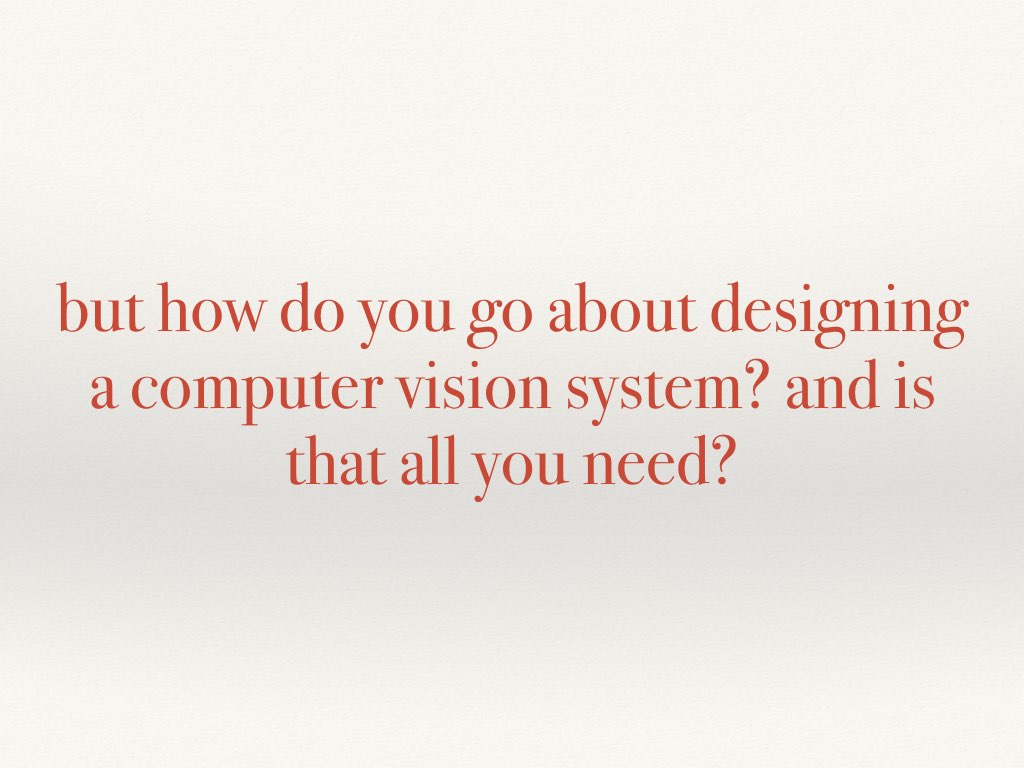 but how do you go about designing
a computer vision system? and is
that all you need?